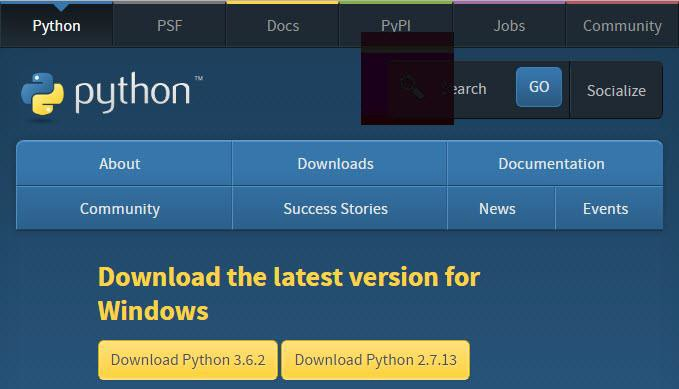 Python PSF Docs PyPI Jobs Community
python™ Search GO Socialize
About Downloads Documentation
Community Success Stories News Events
Download the latest version for
Windows
Download Python 3.6.2 Download Python 2.7.13